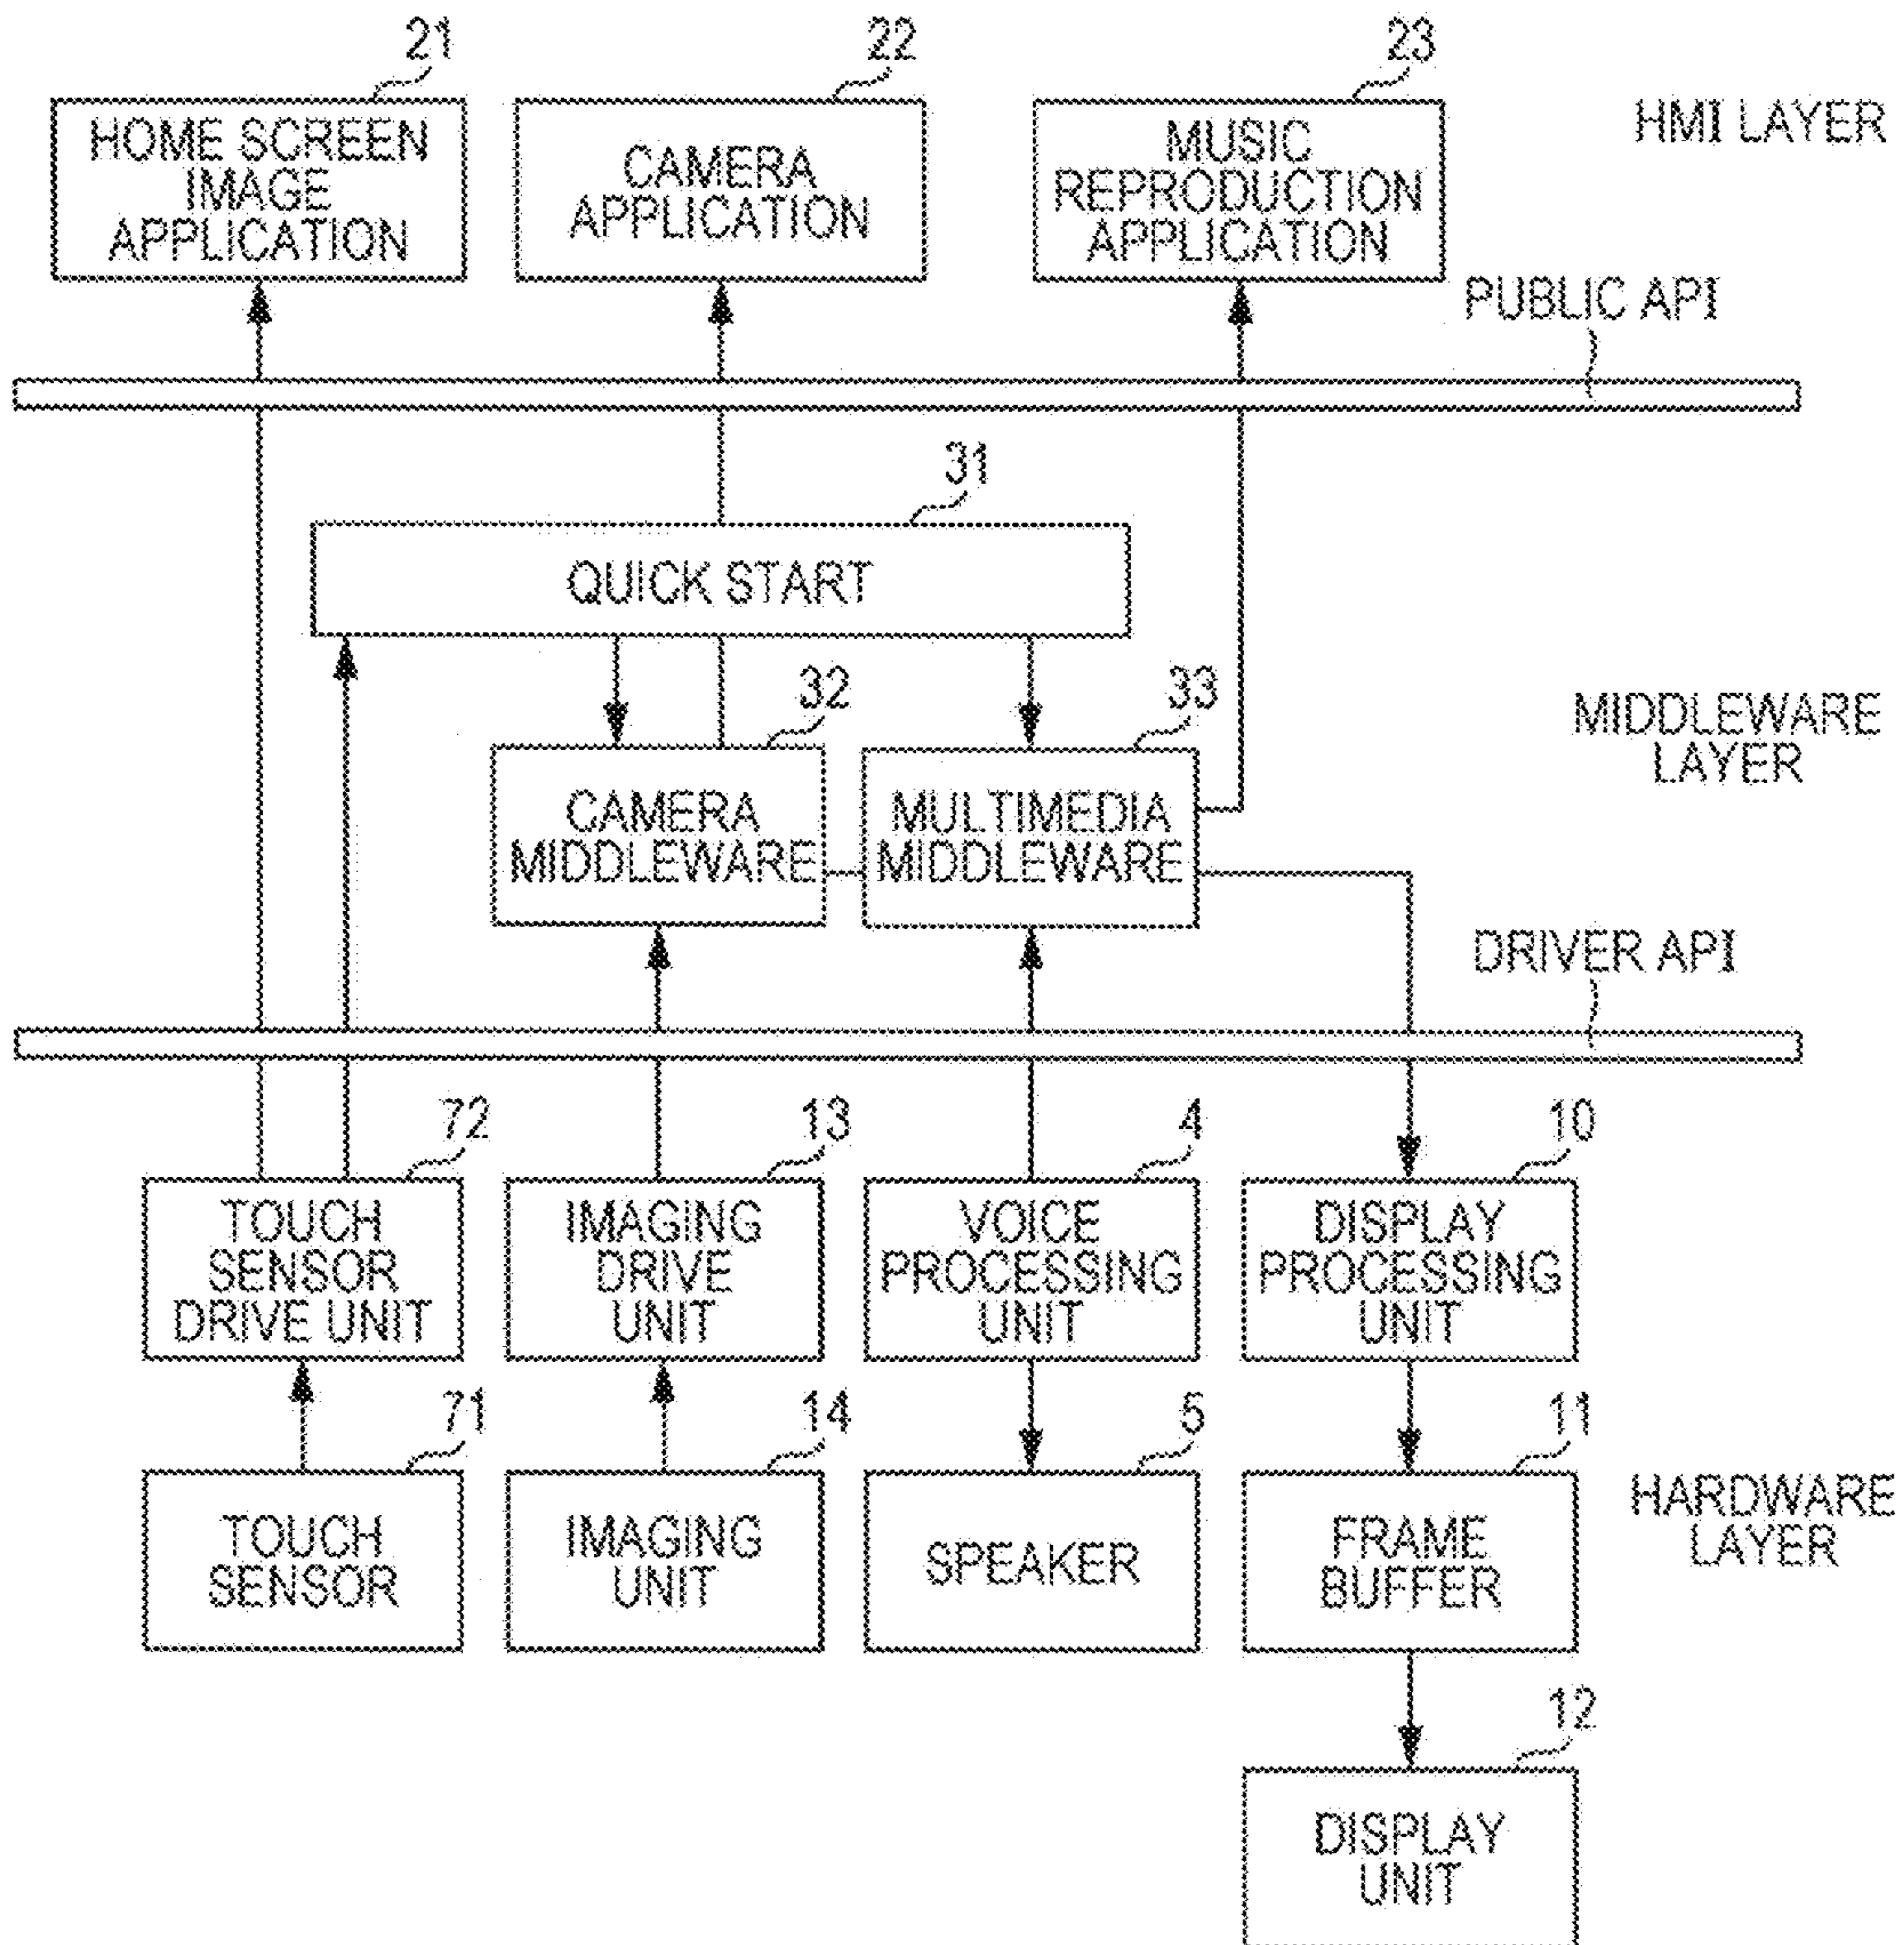 21
22
23
HOME SCREEN
IMAGE
APPLICATION
CAMERA
APPLICATION
MUSIC
REPRODUCTION
APPLICATION
HMI LAYER
PUBLIC API
31
QUICK START
32
33
CAMERA
MIDDLEWARE
MULTIMEDIA
MIDDLEWARE
MIDDLEWARE
LAYER
DRIVER API
72
13
4
10
TOUCH
SENSOR
DRIVE UNIT
IMAGING
DRIVE
UNIT
VOICE
PROCESSING
UNIT
DISPLAY
PROCESSING
UNIT
71
14
5
11
TOUCH
SENSOR
IMAGING
UNIT
SPEAKER
FRAME
BUFFER
HARDWARE
LAYER
12
DISPLAY
UNIT